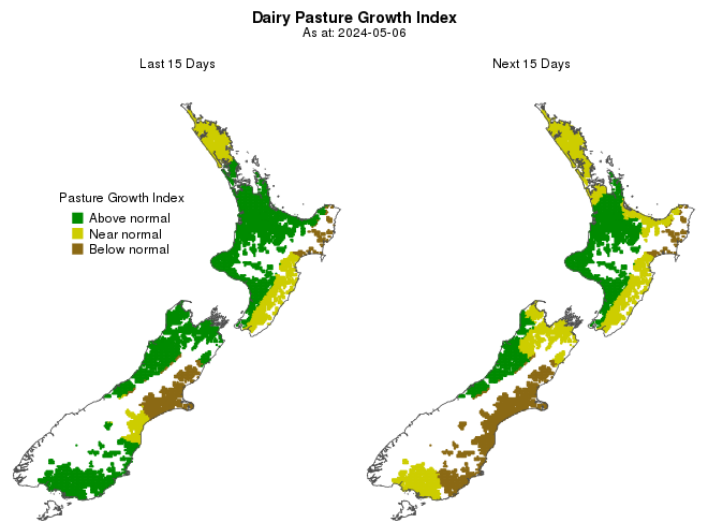 Dairy Pasture Growth Index
As at: 2024-05-06
Last 15 Days
Next 15 Days
Pasture Growth Index
Above normal
Near normal
Below normal